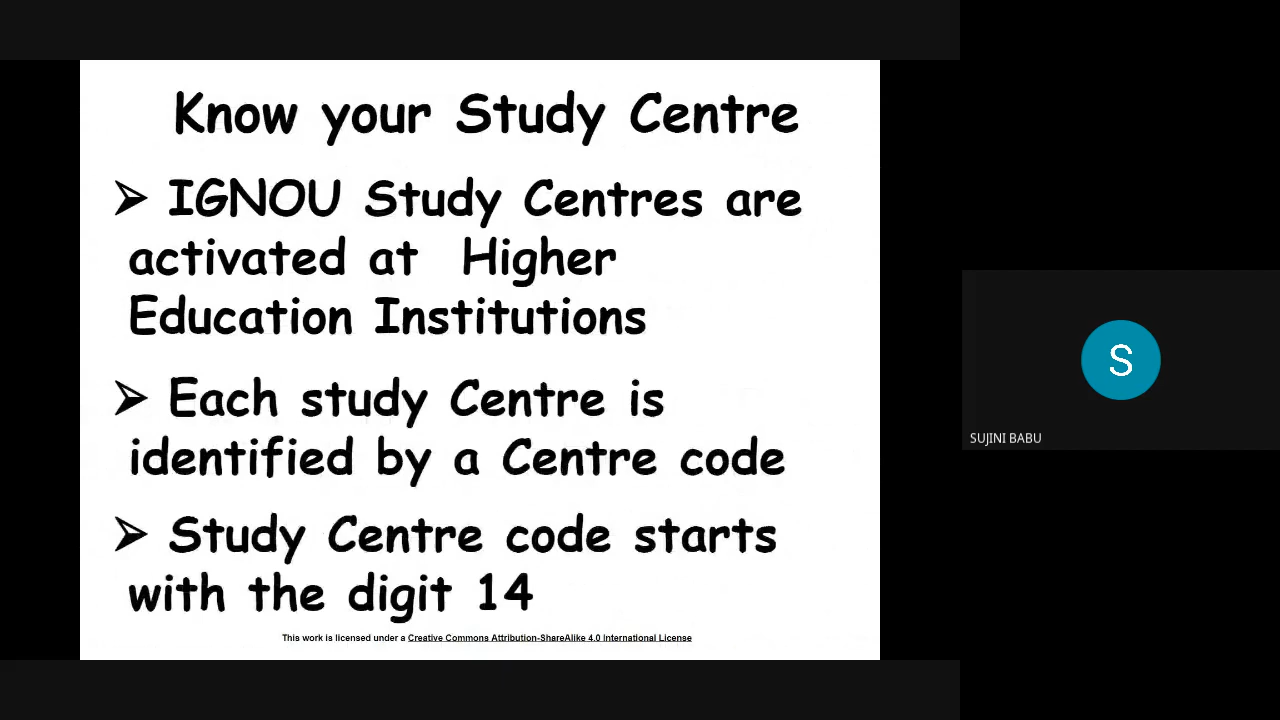 Know your Study Centre
➢ IGNOU Study Centres are
activated at Higher
Education Institutions
➢ Each study Centre is
identified by a Centre code
➢ Study Centre code starts
with the digit 14
This work is licensed under a Creative Commons Attribution-ShareAlike 4.0 International License
S
SUJINI BABU